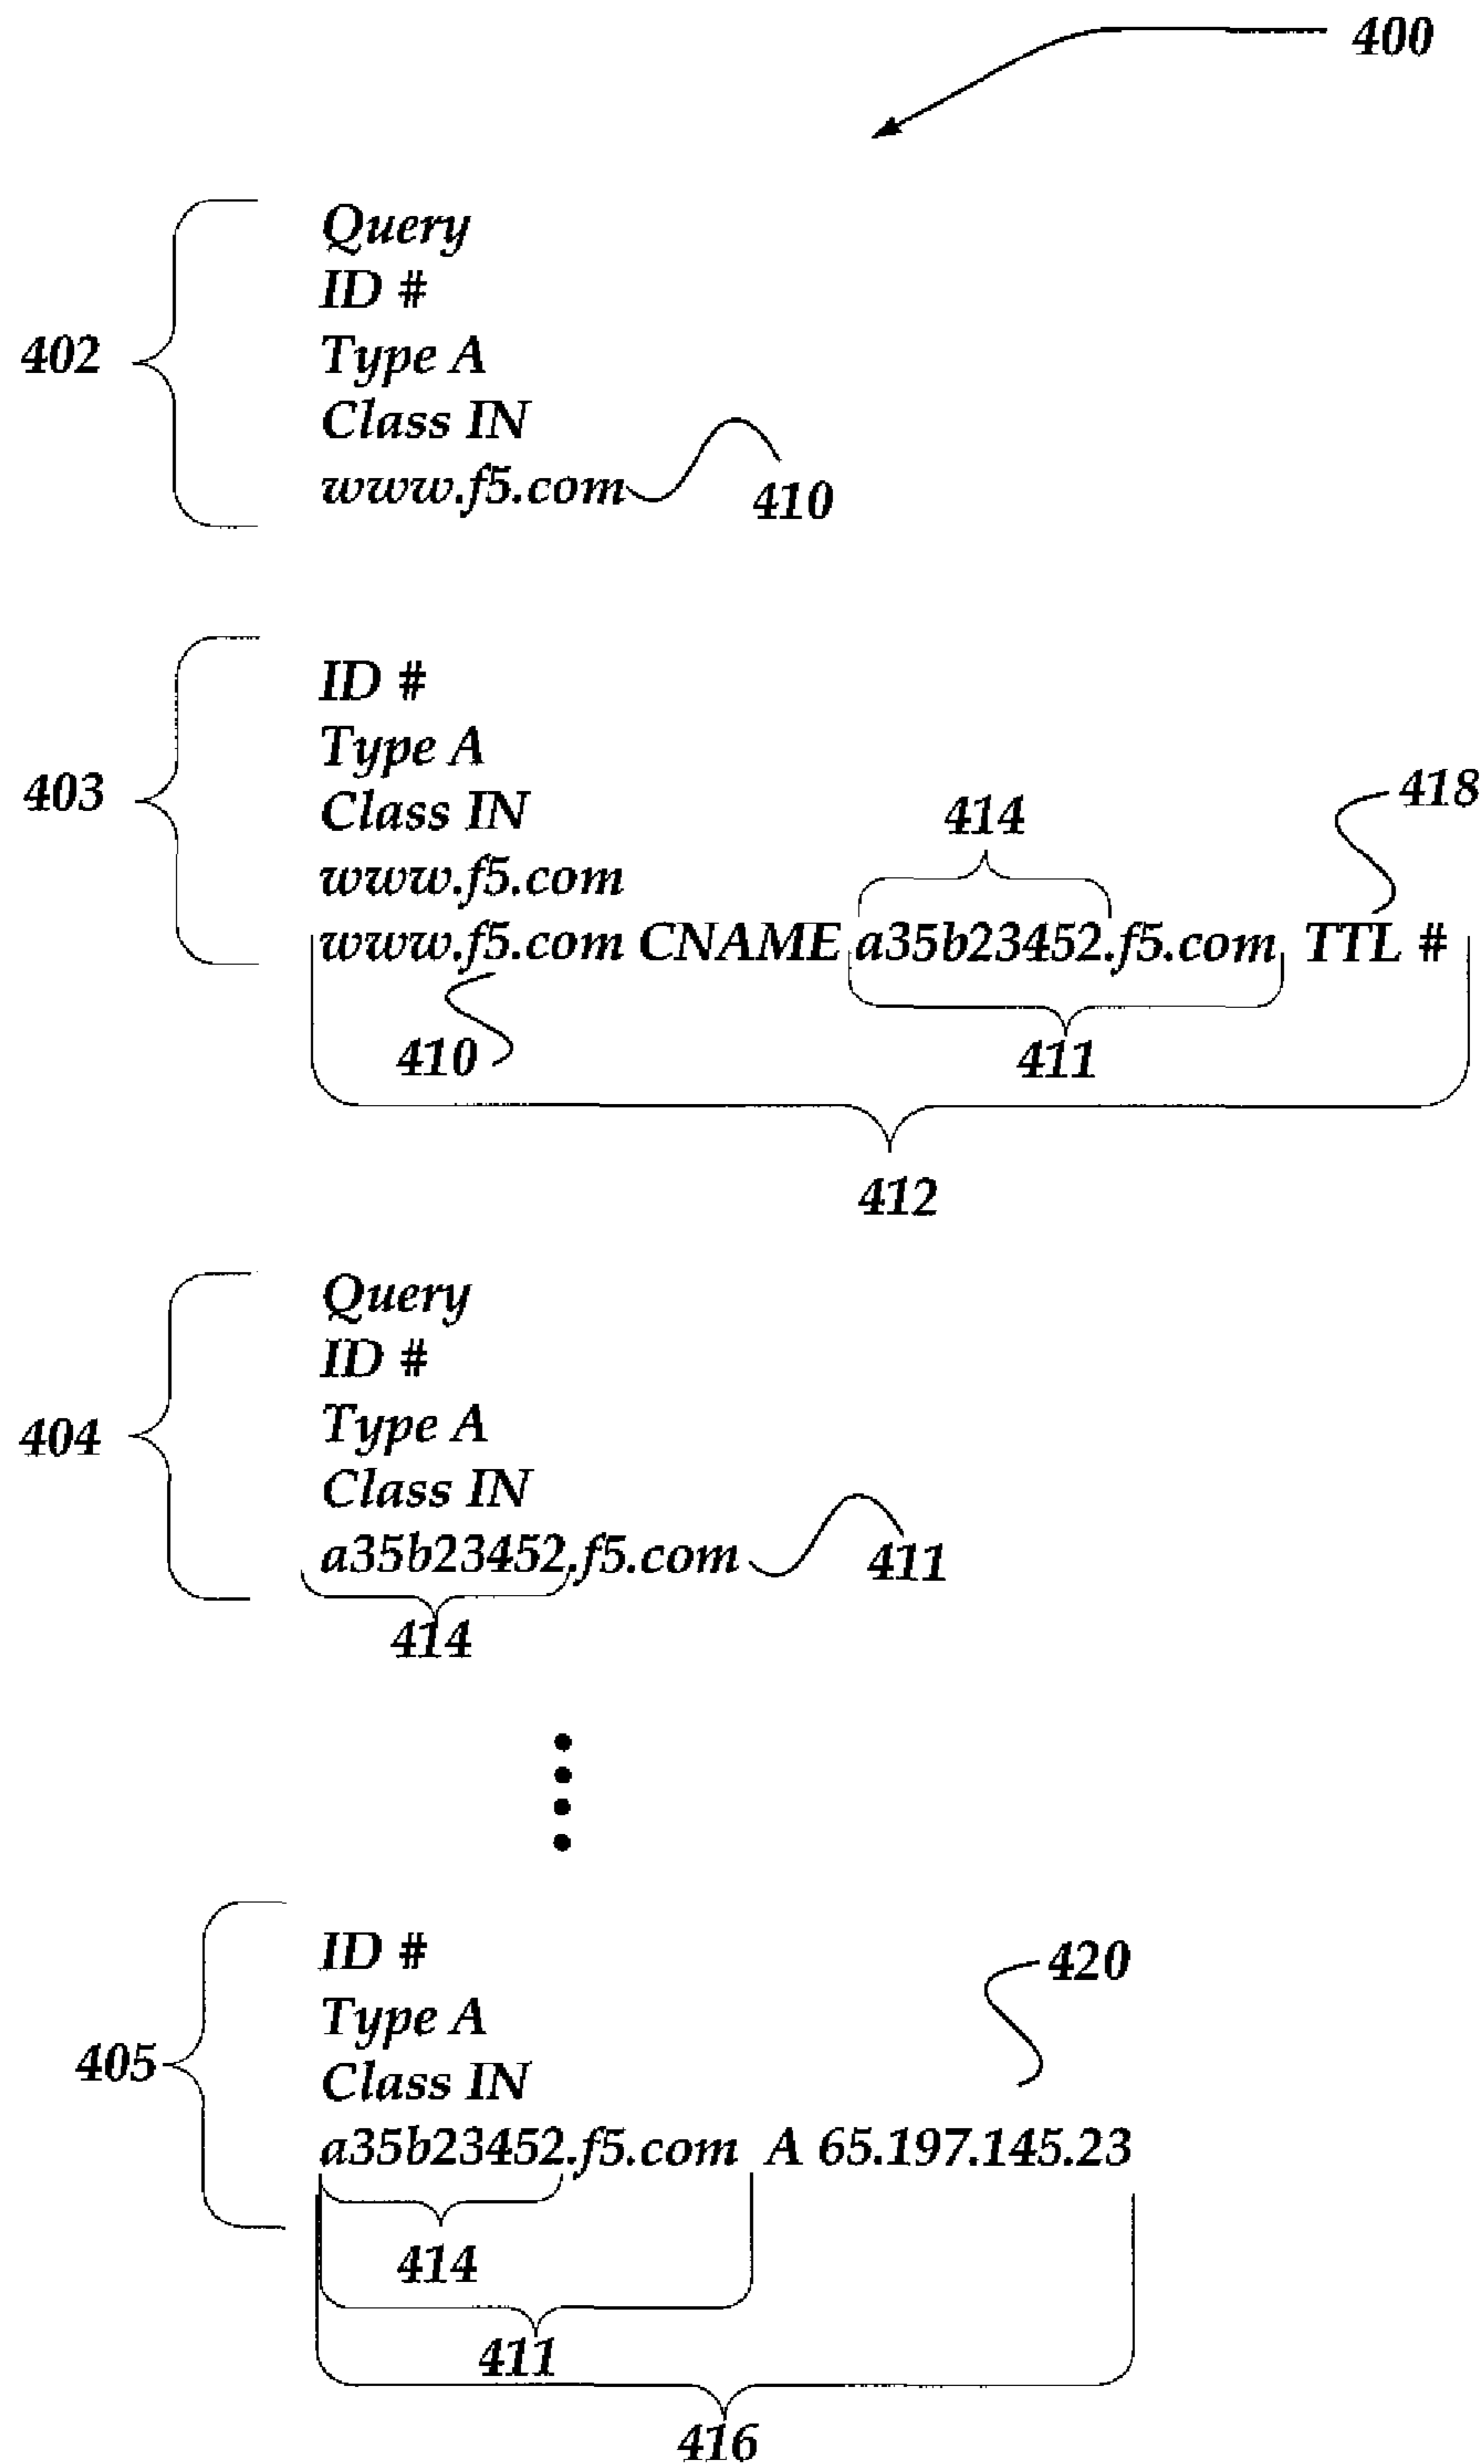 400
Query
ID #
Type A
402
Class IN
www.f5.com
410
ID #
Type A
403
418
Class IN
414
www.f5.com
www.f5.com CNAME a35b23452.f5.com TTL #
410
411
412
Query
ID #
404
Type A
Class IN
a35b23452.f5.com
411
414
ID #
420
Type A
405
Class IN
a35b23452.f5.com A 65.197.145.23
414
411
416